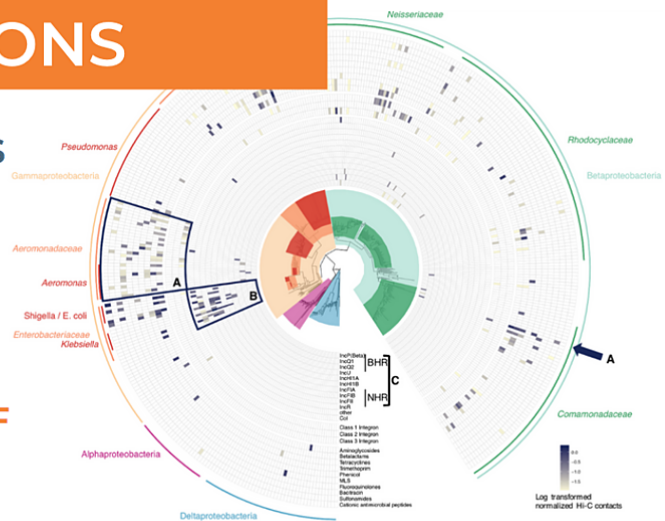 ONS
S
F
Neisseriaceae
Rhodocyclaceae
Betaproteobacteria
Pseudomonas
Gammaproteobacteria
Aeromonadaceae
Aeromonas
Shigella / E. coli
Enterobacteriaceae
Klebsiella
A
B
A
Comamonadaceae
Alphaproteobacteria
Deltaproteobacteria
IncP(Beta)
IncQ1
IncQ2
IncU
IncHI1A
IncHI1B
IncFIA
IncFIB
IncFII
IncR
other
Col
BHR
NHR
C
Class 1 Integron
Class 2 Integron
Class 3 Integron
Aminoglycosides
Betalactams
Tetracyclines
Trimethoprim
Phenicol
MLS
Fluoroquinolones
Bacitracin
Sulfonamides
Cationic antimicrobial peptides
Log transformed
normalized Hi-C contacts